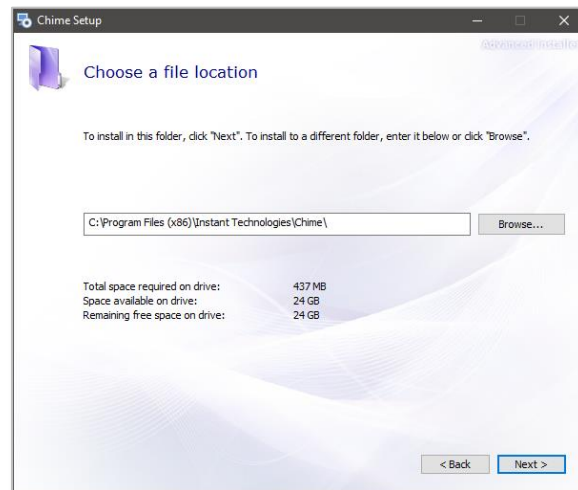 Chime Setup
Advanced Installer
Choose a file location
To install in this folder, click "Next". To install to a different folder, enter it below or click "Browse".
C:\Program Files (x86)\Instant Technologies\Chime\
Browse...
Total space required on drive: 437 MB
Space available on drive: 24 GB
Remaining free space on drive: 24 GB
< Back
Next >